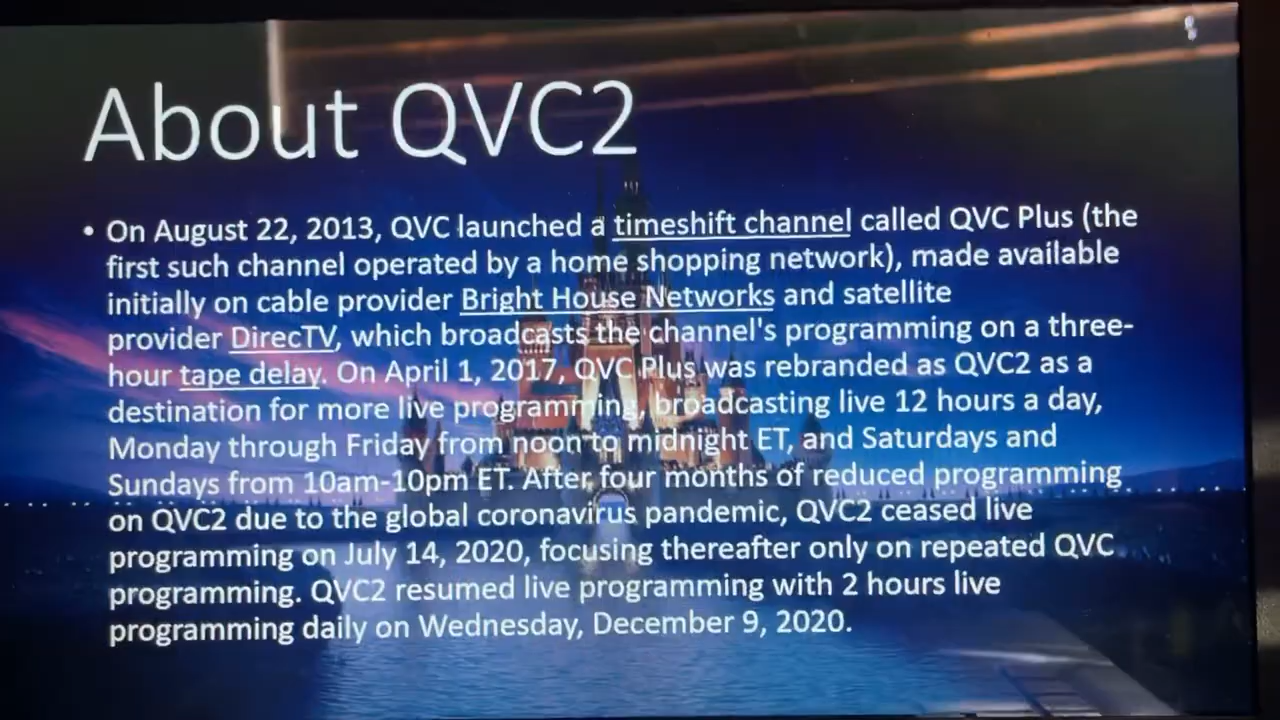 About QVC2
• On August 22, 2013, QVC launched a timeshift channel called QVC Plus (the
first such channel operated by a home shopping network), made available
initially on cable provider Bright House Networks and satellite
provider DirecTV, which broadcasts the channel's programming on a three-
hour tape delay. On April 1, 2017, QVC Plus was rebranded as QVC2 as a
destination for more live programming, broadcasting live 12 hours a day,
Monday through Friday from noon to midnight ET, and Saturdays and
Sundays from 10am-10pm ET. After four months of reduced programming
on QVC2 due to the global coronavirus pandemic, QVC2 ceased live
programming on July 14, 2020, focusing thereafter only on repeated QVC
programming. QVC2 resumed live programming with 2 hours live
programming daily on Wednesday, December 9, 2020.